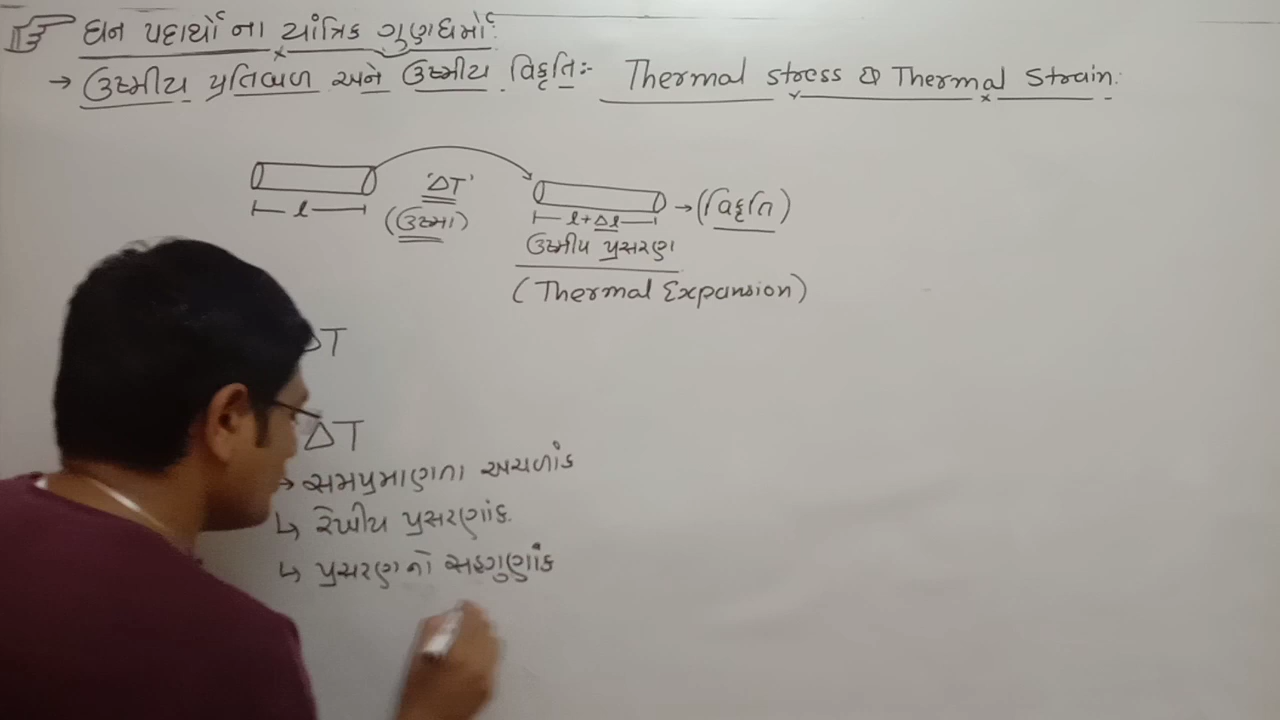 ઘન પદાર્થોના યાંત્રિક ગુણધર્મો:
→ ઉષ્મીય પ્રતિબળ અને ઉષ્મીય વિકૃતિ:- Thermal stress & Thermal Strain:
'ΔT'
(ઉષ્મા)
l
l + Δl
→ (વિકૃતિ)
ઉષ્મીય પ્રસરણ
(Thermal Expansion)
ΔT
ΔT
→ સમપ્રમાણતા અચળાંક
↳ રેખીય પ્રસરણાંક.
↳ પ્રસરણનો સહગુણાંક